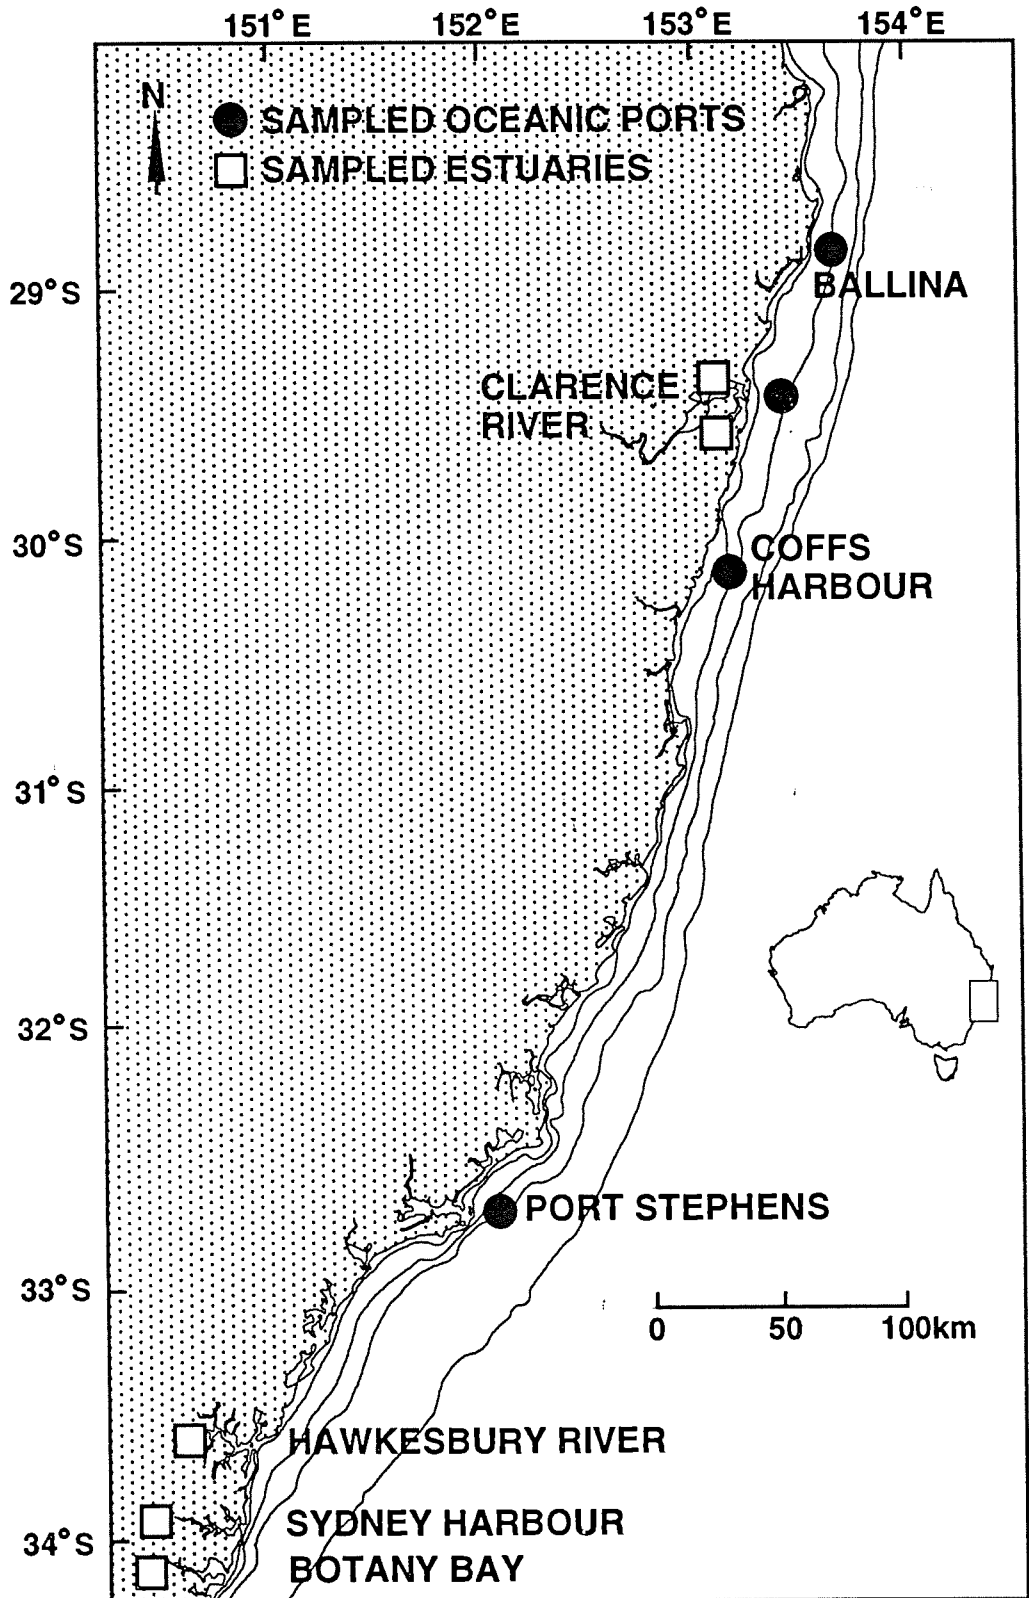 151°E 152°E 153°E 154°E
N
SAMPLED OCEANIC PORTS
SAMPLED ESTUARIES
29°S
BALLINA
CLARENCE
RIVER
30°S
COFFS
HARBOUR
31°S
32°S
PORT STEPHENS
33°S
0 50 100km
HAWKESBURY RIVER
SYDNEY HARBOUR
34°S
BOTANY BAY